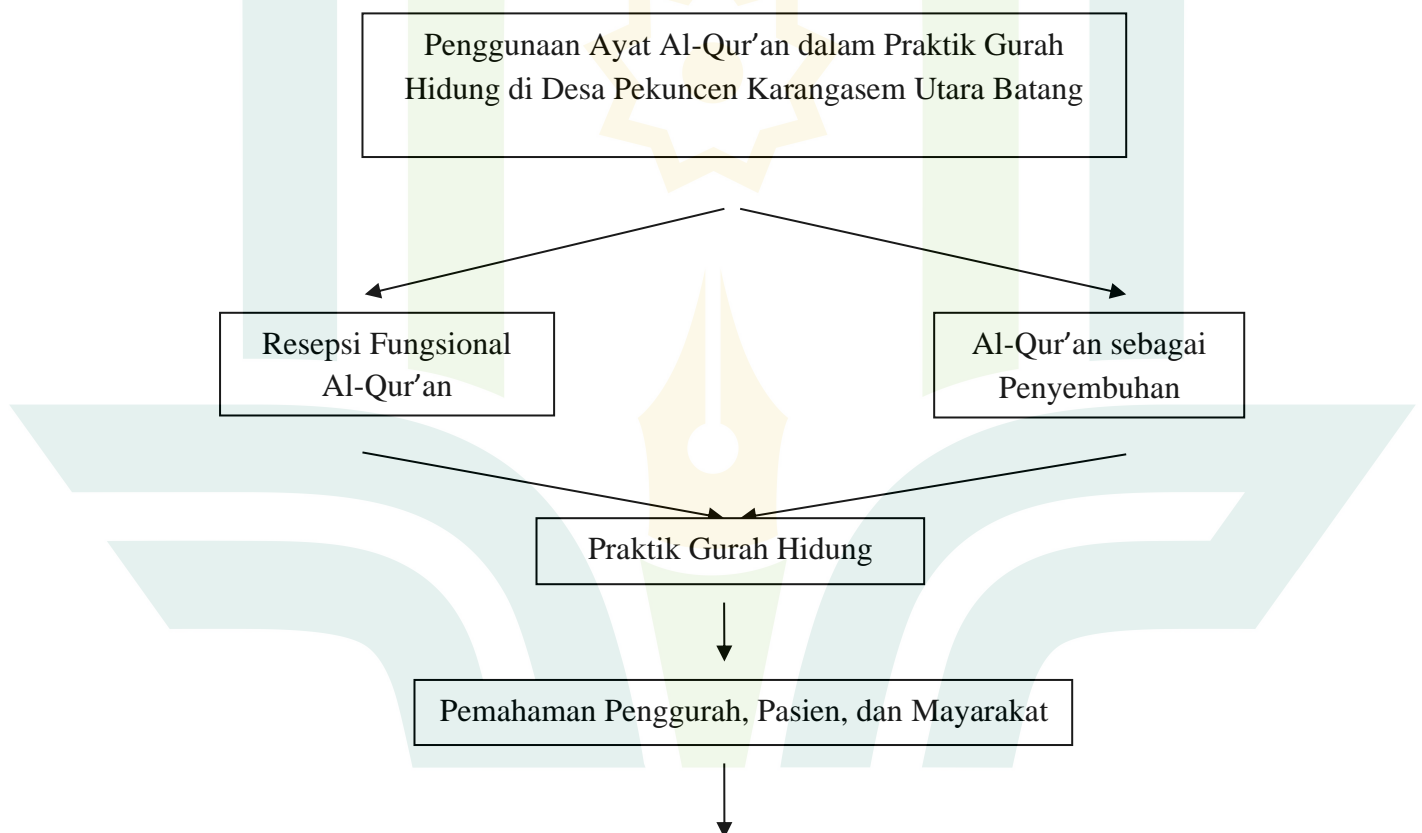 Penggunaan Ayat Al-Qur'an dalam Praktik Gurah
Hidung di Desa Pekuncen Karangasem Utara Batang
Resepsi Fungsional
Al-Qur'an
Al-Qur'an sebagai
Penyembuhan
Praktik Gurah Hidung
Pemahaman Penggurah, Pasien, dan Mayarakat